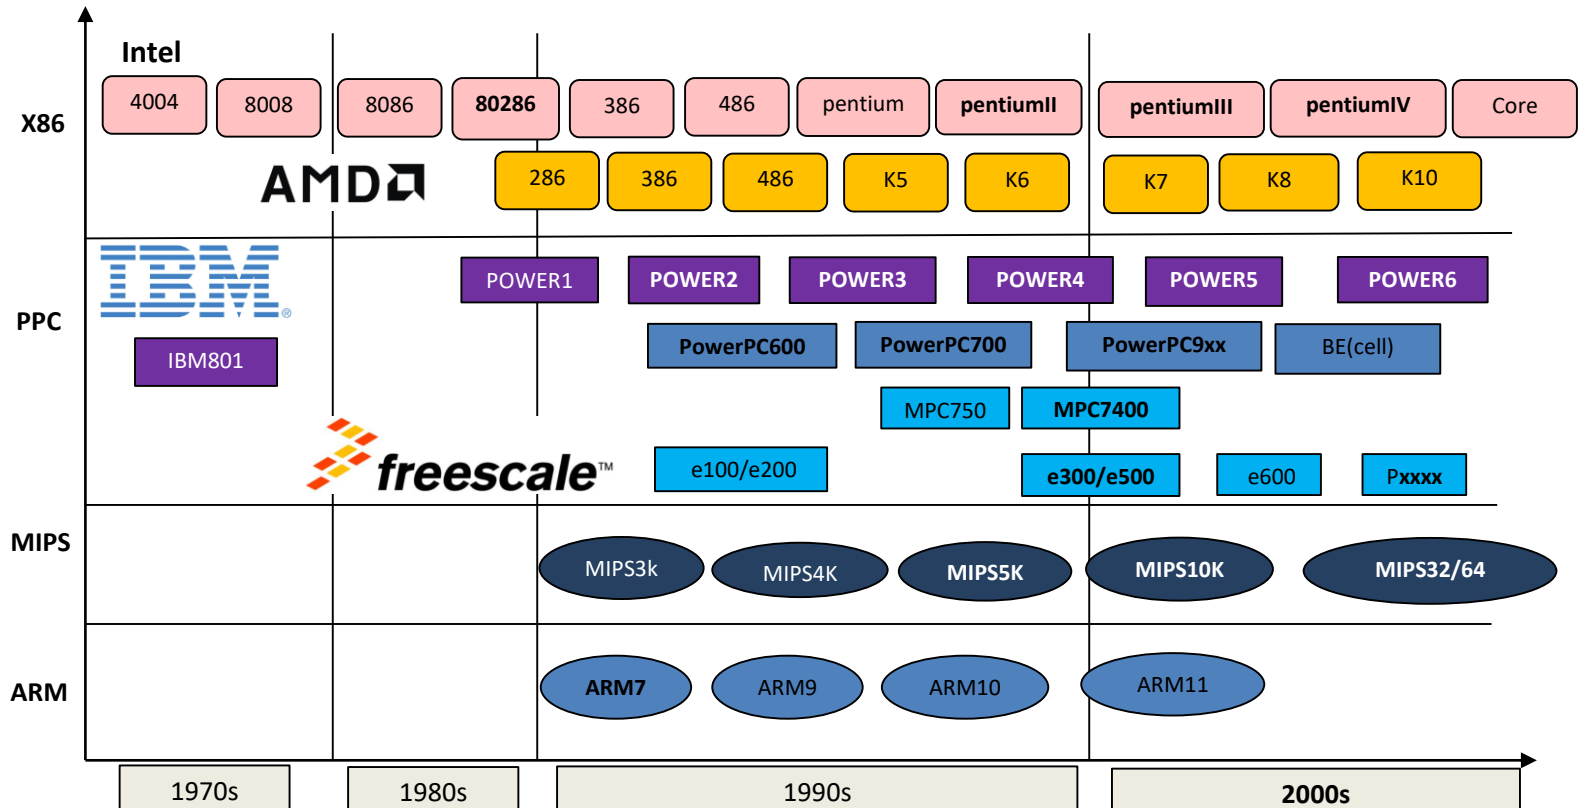 Intel
4004 8008 8086 80286 386 486 pentium pentiumII pentiumIII pentiumIV Core
X86
AMD 286 386 486 K5 K6 K7 K8 K10
IBM®
POWER1 POWER2 POWER3 POWER4 POWER5 POWER6
PPC
IBM801 PowerPC600 PowerPC700 PowerPC9xx BE(cell)
MPC750 MPC7400
freescale™ e100/e200 e300/e500 e600 Pxxxx
MIPS
MIPS3k MIPS4K MIPS5K MIPS10K MIPS32/64
ARM
ARM7 ARM9 ARM10 ARM11
1970s 1980s 1990s 2000s